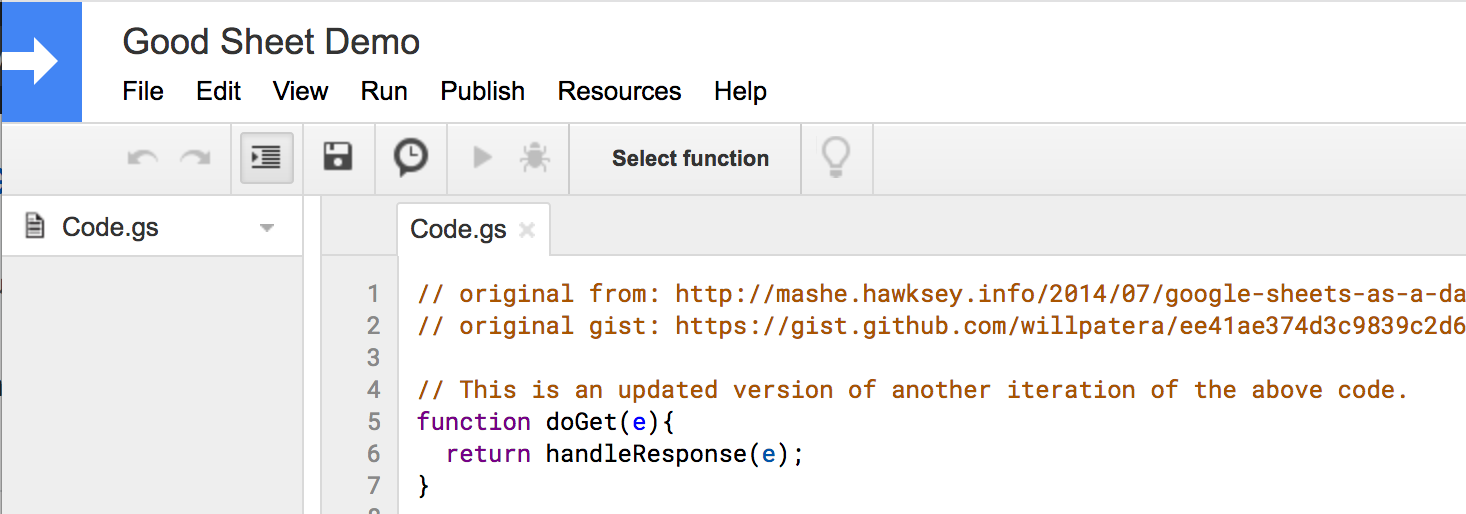 Good Sheet Demo
File Edit View Run Publish Resources Help
Select function
Code.gs
Code.gs
1 // original from: http://mashe.hawksey.info/2014/07/google-sheets-as-a-da
2 // original gist: https://gist.github.com/willpatera/ee41ae374d3c9839c2d6
3
4 // This is an updated version of another iteration of the above code.
5 function doGet(e){
6   return handleResponse(e);
7 }